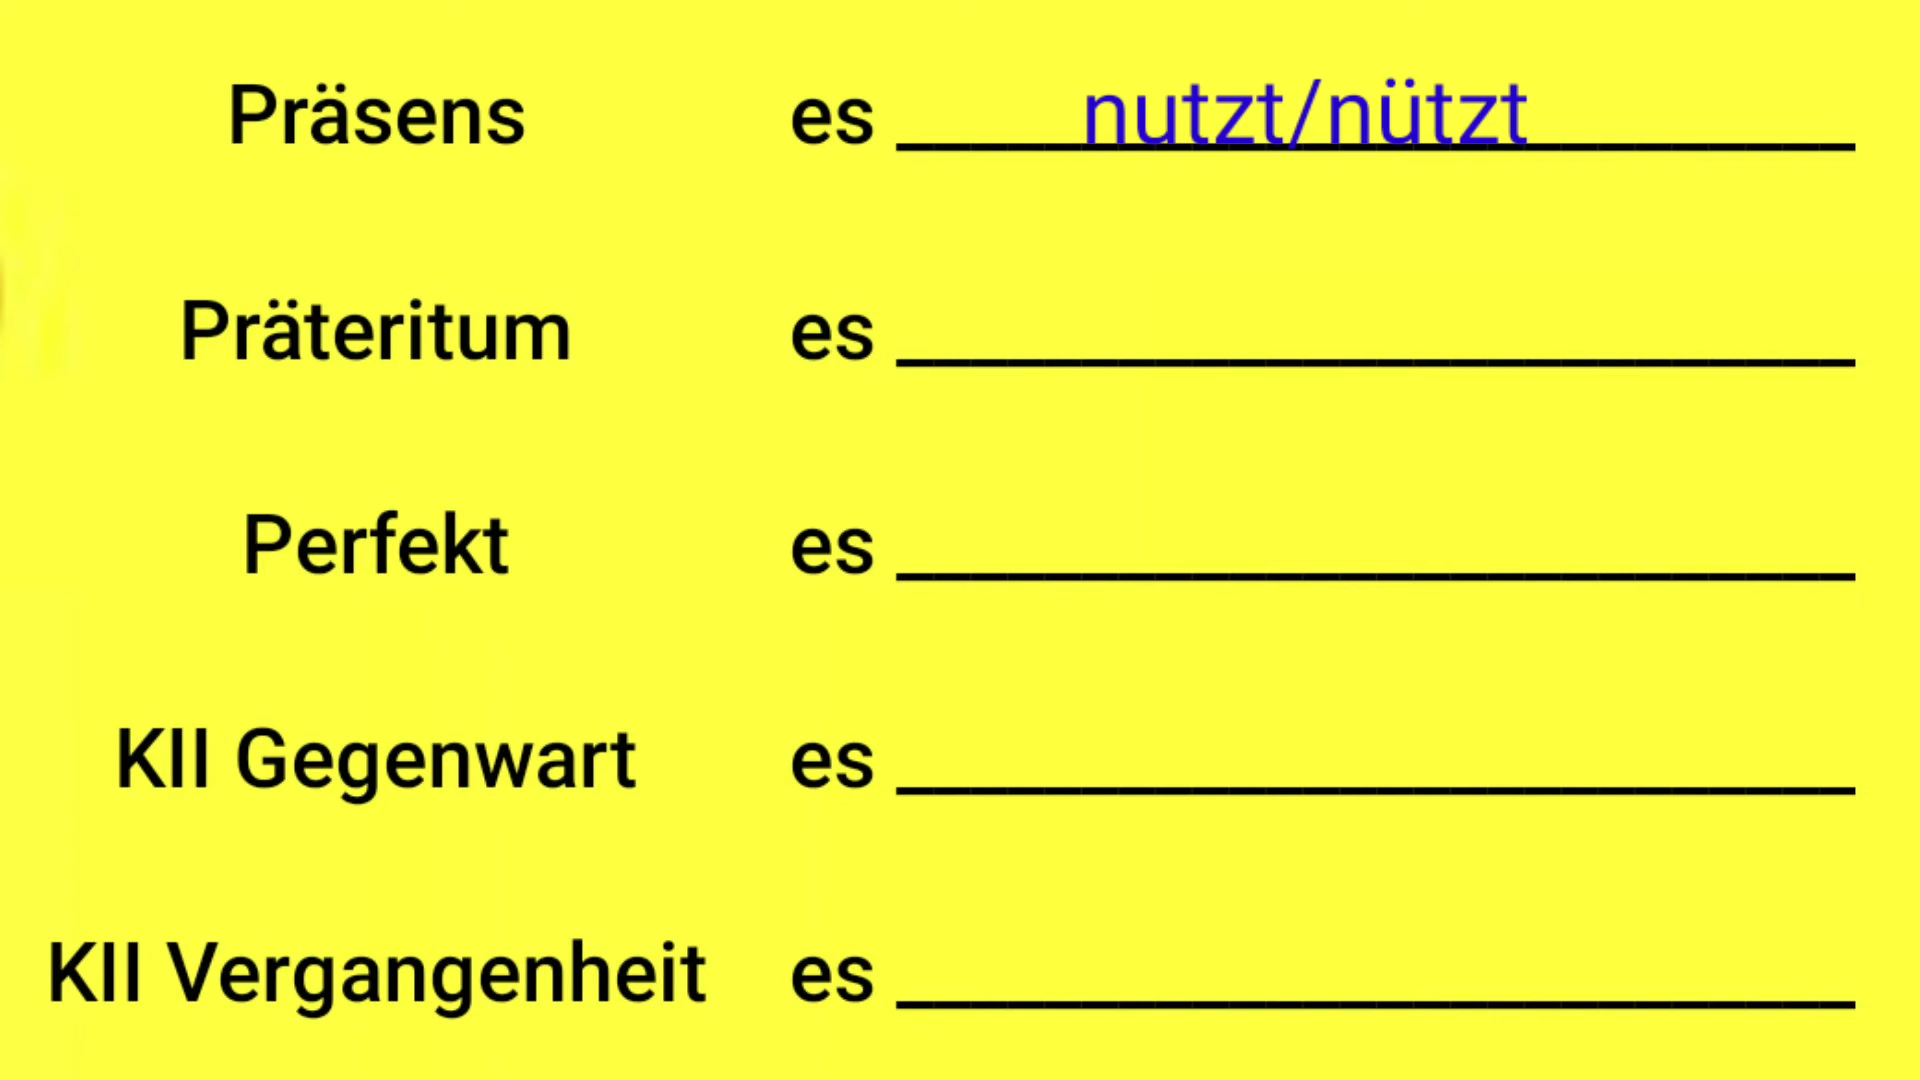 Präsens es nutzt/nützt
Präteritum es
Perfekt es
KII Gegenwart es
KII Vergangenheit es